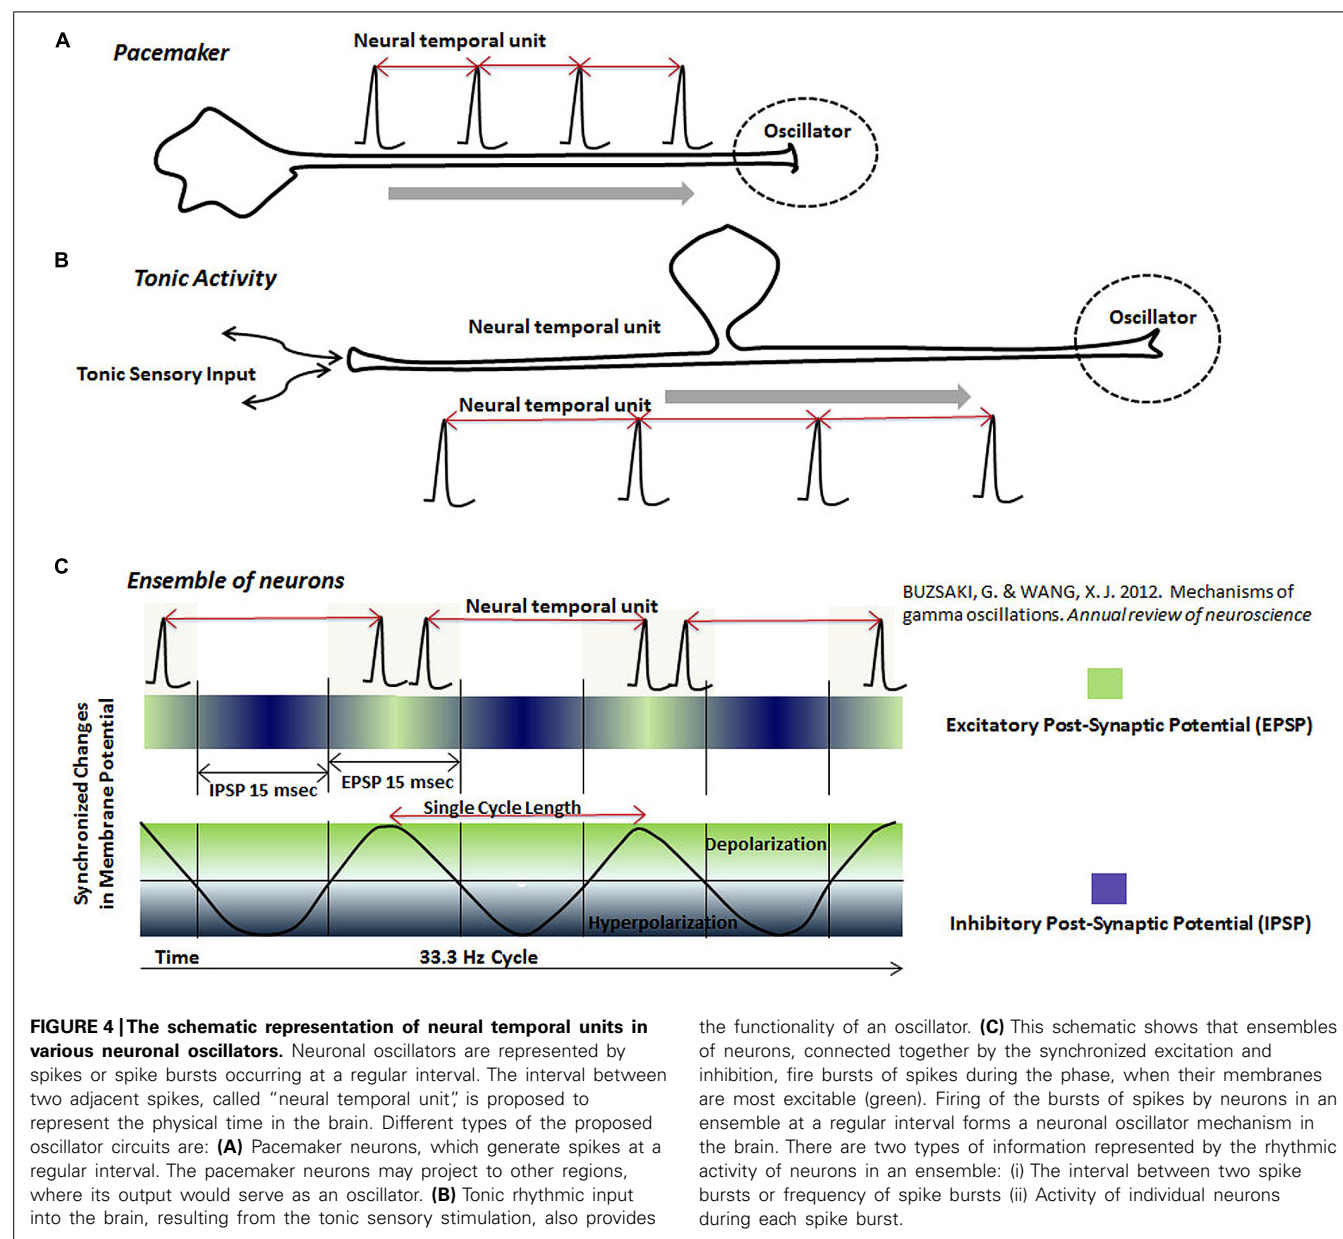 A
Pacemaker
Neural temporal unit
Oscillator
B
Tonic Activity
Neural temporal unit
Oscillator
Tonic Sensory Input
Neural temporal unit
C
Ensemble of neurons
Neural temporal unit
BUZSAKI, G. & WANG, X. J. 2012. Mechanisms of
gamma oscillations. Annual review of neuroscience
Synchronized Changes
in Membrane Potential
Excitatory Post-Synaptic Potential (EPSP)
IPSP 15 msec
EPSP 15 msec
Single Cycle Length
Depolarization
Hyperpolarization
Inhibitory Post-Synaptic Potential (IPSP)
Time
33.3 Hz Cycle
FIGURE 4 | The schematic representation of neural temporal units in
various neuronal oscillators. Neuronal oscillators are represented by
spikes or spike bursts occurring at a regular interval. The interval between
two adjacent spikes, called “neural temporal unit”, is proposed to
represent the physical time in the brain. Different types of the proposed
oscillator circuits are: (A) Pacemaker neurons, which generate spikes at a
regular interval. The pacemaker neurons may project to other regions,
where its output would serve as an oscillator. (B) Tonic rhythmic input
into the brain, resulting from the tonic sensory stimulation, also provides
the functionality of an oscillator. (C) This schematic shows that ensembles
of neurons, connected together by the synchronized excitation and
inhibition, fire bursts of spikes during the phase, when their membranes
are most excitable (green). Firing of the bursts of spikes by neurons in an
ensemble at a regular interval forms a neuronal oscillator mechanism in
the brain. There are two types of information represented by the rhythmic
activity of neurons in an ensemble: (i) The interval between two spike
bursts or frequency of spike bursts (ii) Activity of individual neurons
during each spike burst.